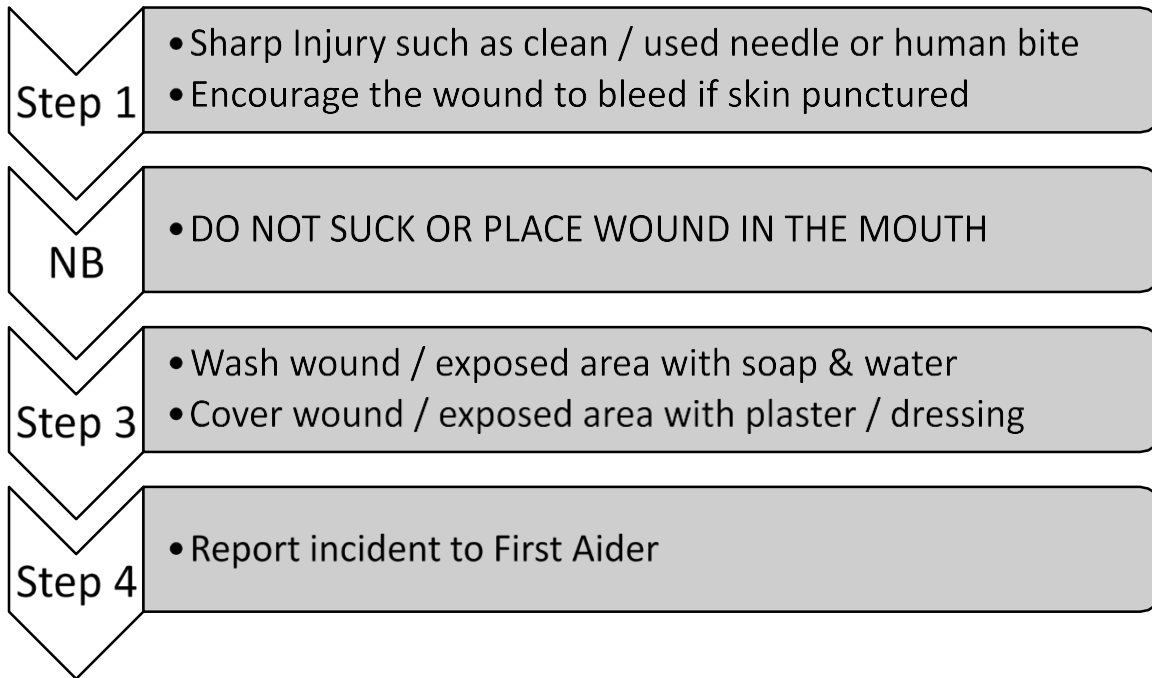 Step 1
• Sharp Injury such as clean / used needle or human bite
• Encourage the wound to bleed if skin punctured
NB
• DO NOT SUCK OR PLACE WOUND IN THE MOUTH
Step 3
• Wash wound / exposed area with soap & water
• Cover wound / exposed area with plaster / dressing
Step 4
• Report incident to First Aider